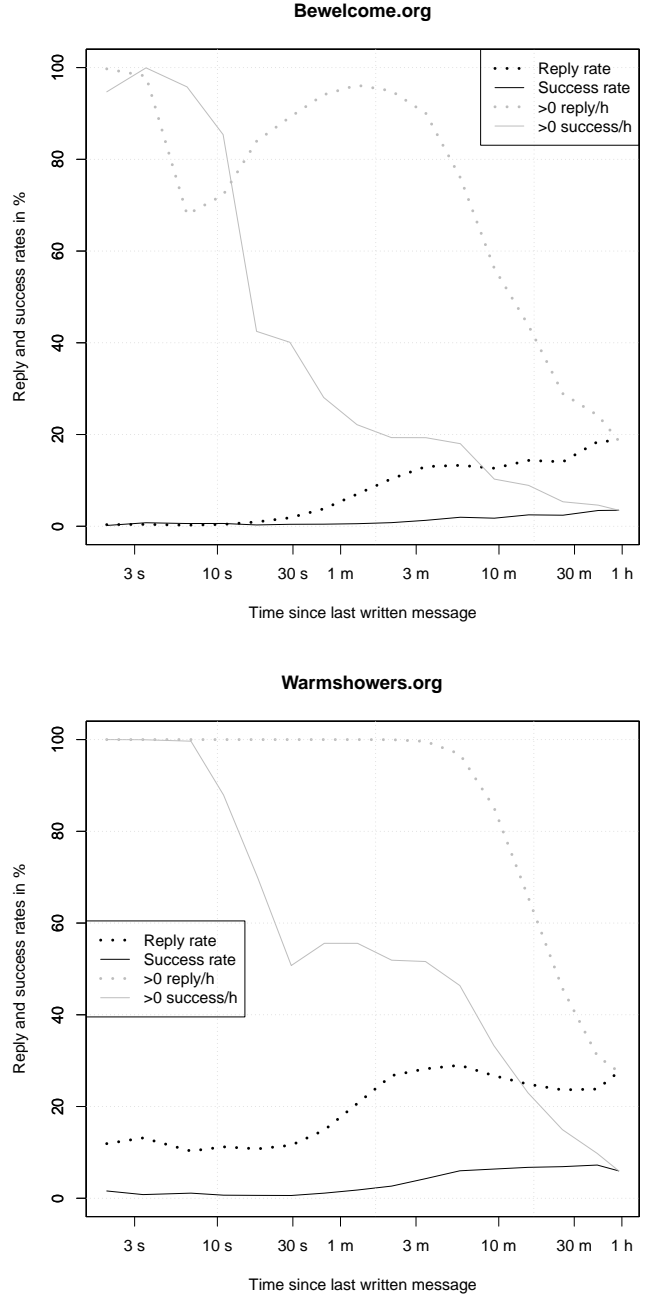 Bewelcome.org
Reply and success rates in %
100
80
60
40
20
0
Reply rate
Success rate
>0 reply/h
>0 success/h
3 s 10 s 30 s 1 m 3 m 10 m 30 m 1 h
Time since last written message
Warmshowers.org
Reply and success rates in %
100
80
60
40
20
0
Reply rate
Success rate
>0 reply/h
>0 success/h
3 s 10 s 30 s 1 m 3 m 10 m 30 m 1 h
Time since last written message